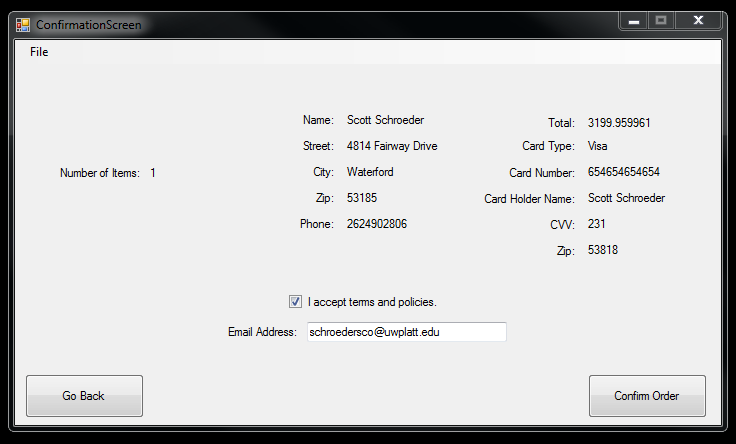 ConfirmationScreen
File
Number of Items: 1
Name: Scott Schroeder
Street: 4814 Fairway Drive
City: Waterford
Zip: 53185
Phone: 2624902806
Total: 3199.959961
Card Type: Visa
Card Number: 654654654654
Card Holder Name: Scott Schroeder
CVV: 231
Zip: 53818
I accept terms and policies.
Email Address: schroedersco@uwplatt.edu
Go Back
Confirm Order